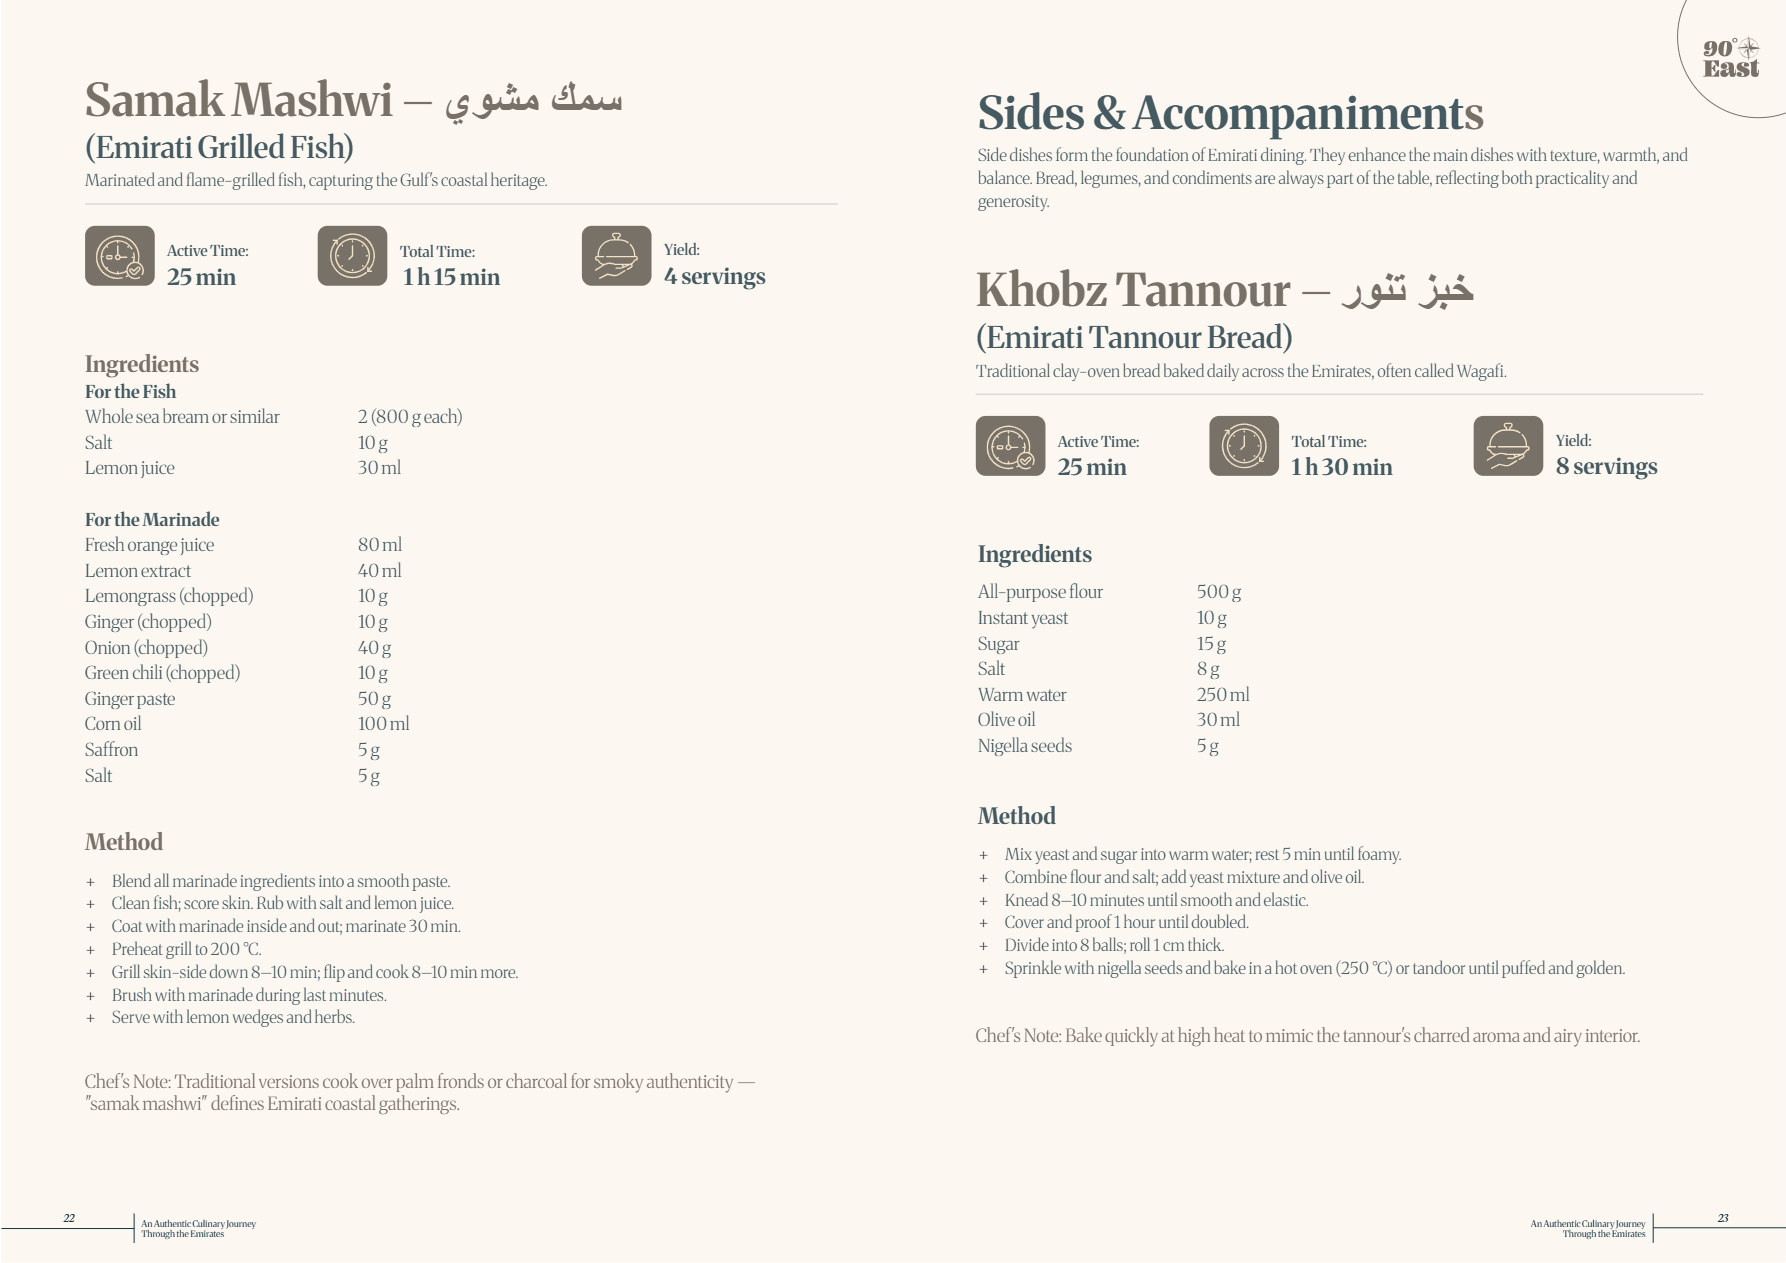 Samak Mashwi – سمك مشوي
(Emirati Grilled Fish)
Marinated and flame-grilled fish, capturing the Gulf's coastal heritage.
Active Time:
25 min
Total Time:
1 h 15 min
Yield:
4 servings
Ingredients
For the Fish
Whole sea bream or similar 2 (800 g each)
Salt 10 g
Lemon juice 30 ml
For the Marinade
Fresh orange juice 80 ml
Lemon extract 40 ml
Lemongrass (chopped) 10 g
Ginger (chopped) 10 g
Onion (chopped) 40 g
Green chili (chopped) 10 g
Ginger paste 50 g
Corn oil 100 ml
Saffron 5 g
Salt 5 g
Method
+ Blend all marinade ingredients into a smooth paste.
+ Clean fish; score skin. Rub with salt and lemon juice.
+ Coat with marinade inside and out; marinate 30 min.
+ Preheat grill to 200 °C.
+ Grill skin-side down 8–10 min; flip and cook 8–10 min more.
+ Brush with marinade during last minutes.
+ Serve with lemon wedges and herbs.
Chef's Note: Traditional versions cook over palm fronds or charcoal for smoky authenticity —
"samak mashwi" defines Emirati coastal gatherings.
22
An Authentic Culinary Journey
Through the Emirates
90° East
Sides & Accompaniments
Side dishes form the foundation of Emirati dining. They enhance the main dishes with texture, warmth, and
balance. Bread, legumes, and condiments are always part of the table, reflecting both practicality and
generosity.
Khobz Tannour – خبز تنور
(Emirati Tannour Bread)
Traditional clay-oven bread baked daily across the Emirates, often called Wagafi.
Active Time:
25 min
Total Time:
1 h 30 min
Yield:
8 servings
Ingredients
All-purpose flour 500 g
Instant yeast 10 g
Sugar 15 g
Salt 8 g
Warm water 250 ml
Olive oil 30 ml
Nigella seeds 5 g
Method
+ Mix yeast and sugar into warm water; rest 5 min until foamy.
+ Combine flour and salt; add yeast mixture and olive oil.
+ Knead 8–10 minutes until smooth and elastic.
+ Cover and proof 1 hour until doubled.
+ Divide into 8 balls; roll 1 cm thick.
+ Sprinkle with nigella seeds and bake in a hot oven (250 °C) or tandoor until puffed and golden.
Chef's Note: Bake quickly at high heat to mimic the tannour's charred aroma and airy interior.
An Authentic Culinary Journey
Through the Emirates
23